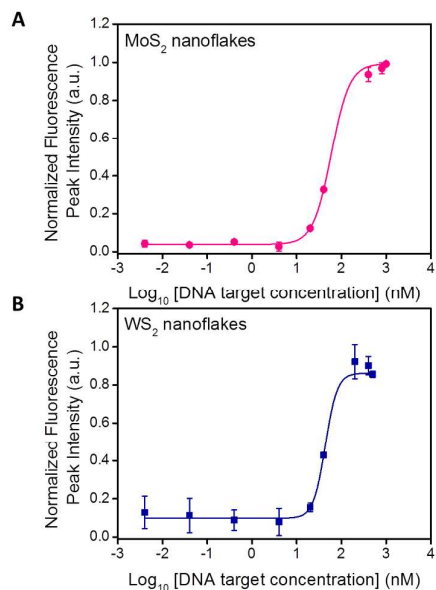 A
MoS2 nanoflakes
Normalized Fluorescence
Peak Intensity (a.u.)
1.2
1.0
0.8
0.6
0.4
0.2
0.0
-3 -2 -1 0 1 2 3 4
Log10 [DNA target concentration] (nM)
B
WS2 nanoflakes
Normalized Fluorescence
Peak Intensity (a.u.)
1.2
1.0
0.8
0.6
0.4
0.2
0.0
-3 -2 -1 0 1 2 3 4
Log10 [DNA target concentration] (nM)